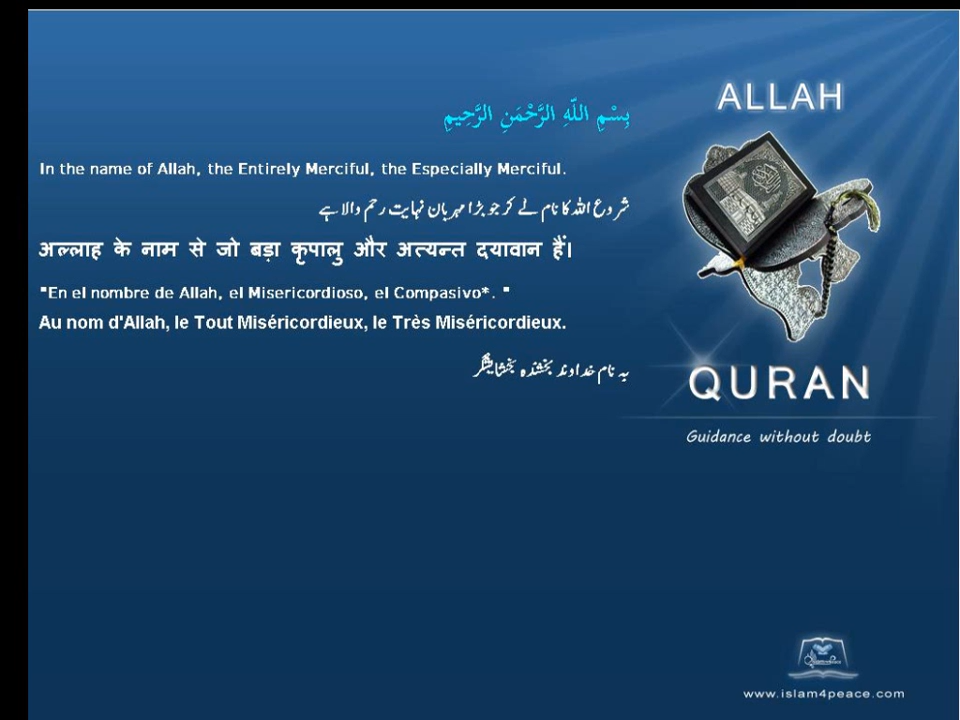 بِسْمِ اللّهِ الرَّحْمَنِ الرَّحِيمِ
In the name of Allah, the Entirely Merciful, the Especially Merciful.
شروع الله کا نام لے کر جو بڑا مہربان نہایت رحم والا ہے
अल्लाह के नाम से जो बड़ा कृपालु और अत्यन्त दयावान हैं।
"En el nombre de Allah, el Misericordioso, el Compasivo*. "
Au nom d'Allah, le Tout Miséricordieux, le Très Miséricordieux.
به نام خداوند بخشنده بخشایشگر
ALLAH
QURAN
Guidance without doubt
www.islam4peace.com